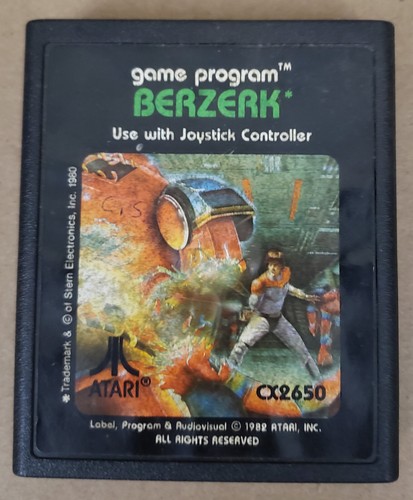 game program™
BERZERK*
Use with Joystick Controller
* Trademark & © of Stern Electronics, Inc. 1980
ATARI®
CX2650
Label, Program & Audiovisual © 1982 ATARI, INC.
ALL RIGHTS RESERVED